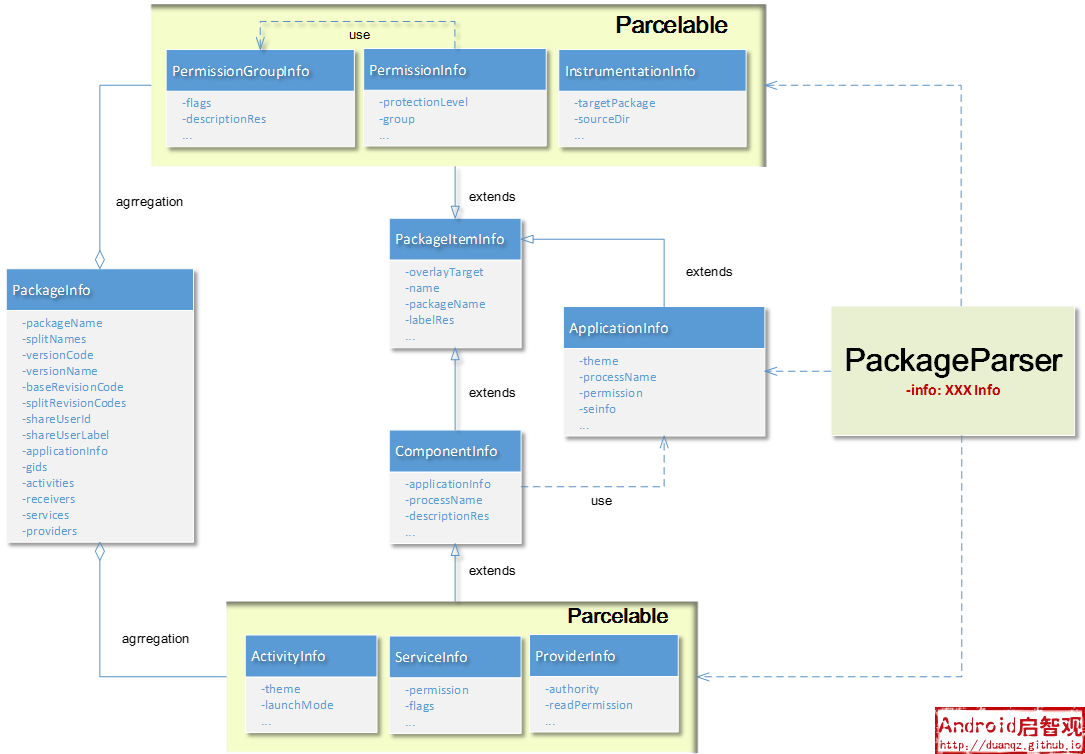 Parcelable
use
PermissionGroupInfo
-flags
-descriptionRes
...
PermissionInfo
-protectionLevel
-group
...
InstrumentationInfo
-targetPackage
-sourceDir
...
agrregation
extends
PackageItemInfo
-overlayTarget
-name
-packageName
-labelRes
...
extends
PackageInfo
-packageName
-splitNames
-versionCode
-versionName
-baseRevisionCode
-splitRevisionCodes
-shareUserId
-shareUserLabel
-applicationInfo
-gids
-activities
-receivers
-services
-providers
ApplicationInfo
-theme
-processName
-permission
-seinfo
...
PackageParser
-info: XXXInfo
extends
ComponentInfo
-applicationInfo
-processName
-descriptionRes
...
use
extends
agrregation
Parcelable
ActivityInfo
-theme
-launchMode
...
ServiceInfo
-permission
-flags
...
ProviderInfo
-authority
-readPermission
...
Android启智观
http://duanqz.github.io